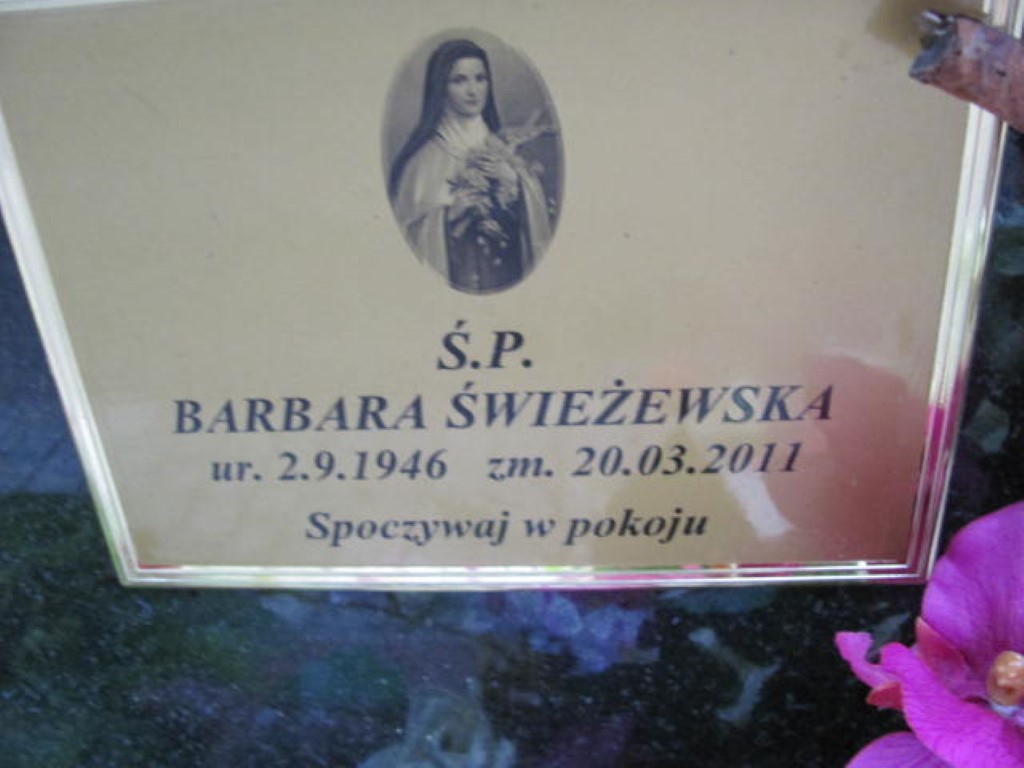 Ś.P.
BARBARA ŚWIEŻEWSKA
ur. 2.9.1946 zm. 20.03.2011
Spoczywaj w pokoju